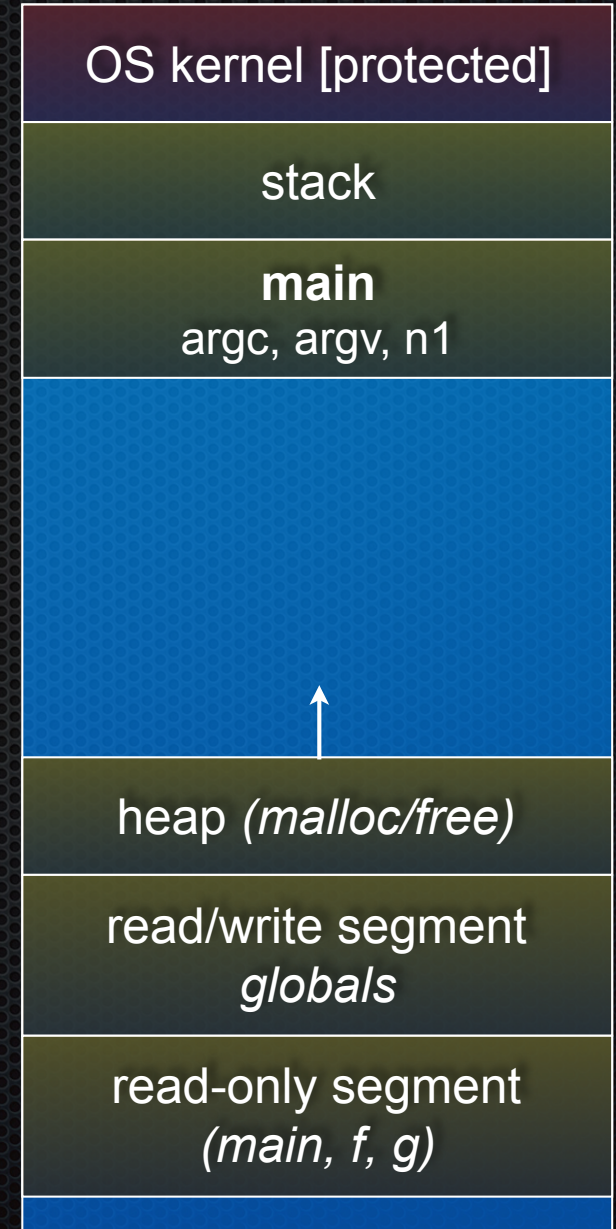 OS kernel [protected]
stack
main
argc, argv, n1
heap (malloc/free)
read/write segment
globals
read-only segment
(main, f, g)